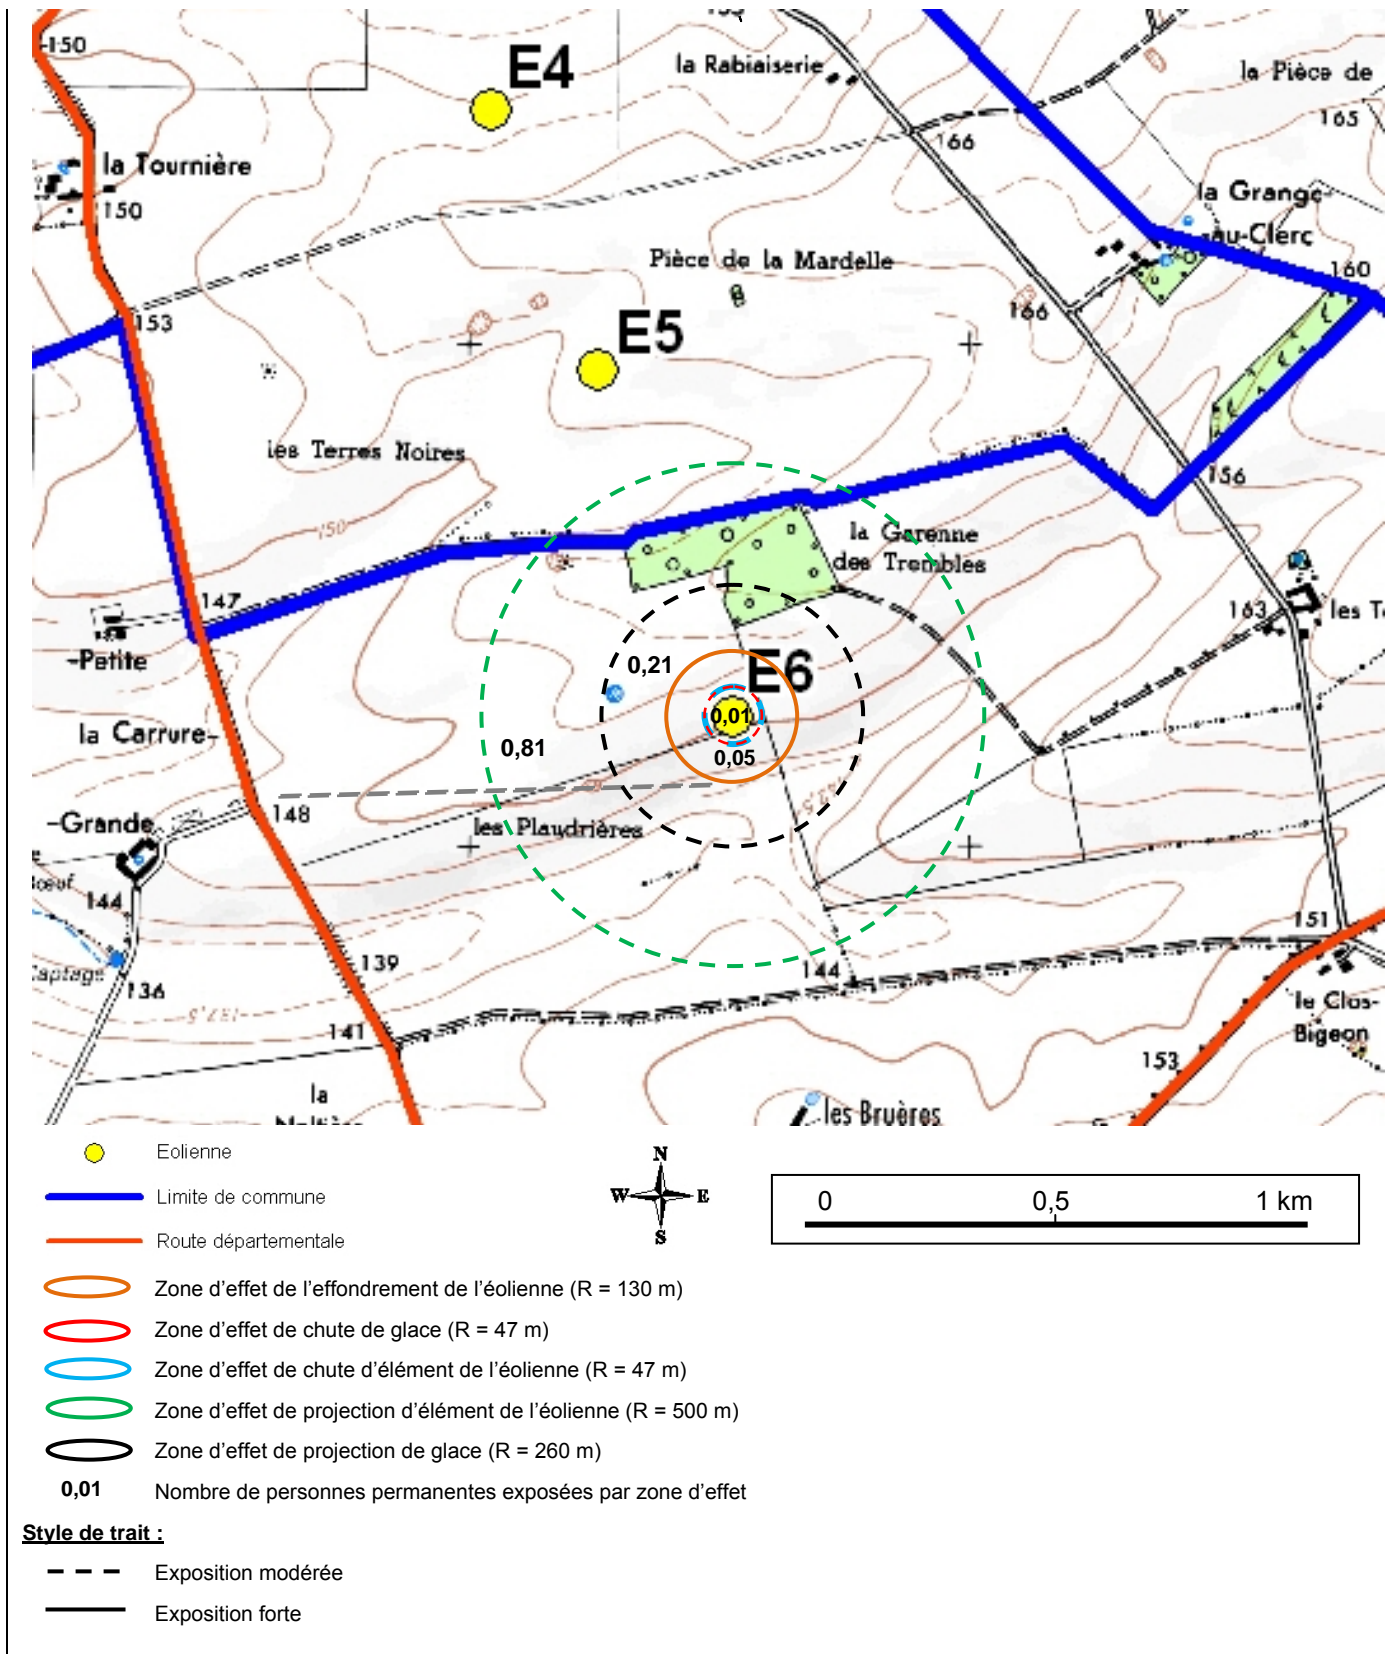 155
150
E4
la Rabiaiserie
la Pièce de
165
166
la Tournière
150
la Grange-
-au-Clerc
Pièce de la Mardelle
160
153
166
E5
les Terres Noires
156
150
la Garenne
des Trembles
147
163
-Petite
0,21
E6
la Carrure-
0,01
0,81
0,05
142,5
148
-Grande
les Plaudrières
144
151
139
144
Captage
136
137,5
141
le Clos-
Bigeon
153
la
les Bruères
Eolienne
N
W E
S
Limite de commune
0 0,5 1 km
Route départementale
Zone d'effet de l'effondrement de l'éolienne (R = 130 m)
Zone d'effet de chute de glace (R = 47 m)
Zone d'effet de chute d'élément de l'éolienne (R = 47 m)
Zone d'effet de projection d'élément de l'éolienne (R = 500 m)
Zone d'effet de projection de glace (R = 260 m)
0,01 Nombre de personnes permanentes exposées par zone d'effet
Style de trait :
Exposition modérée
Exposition forte